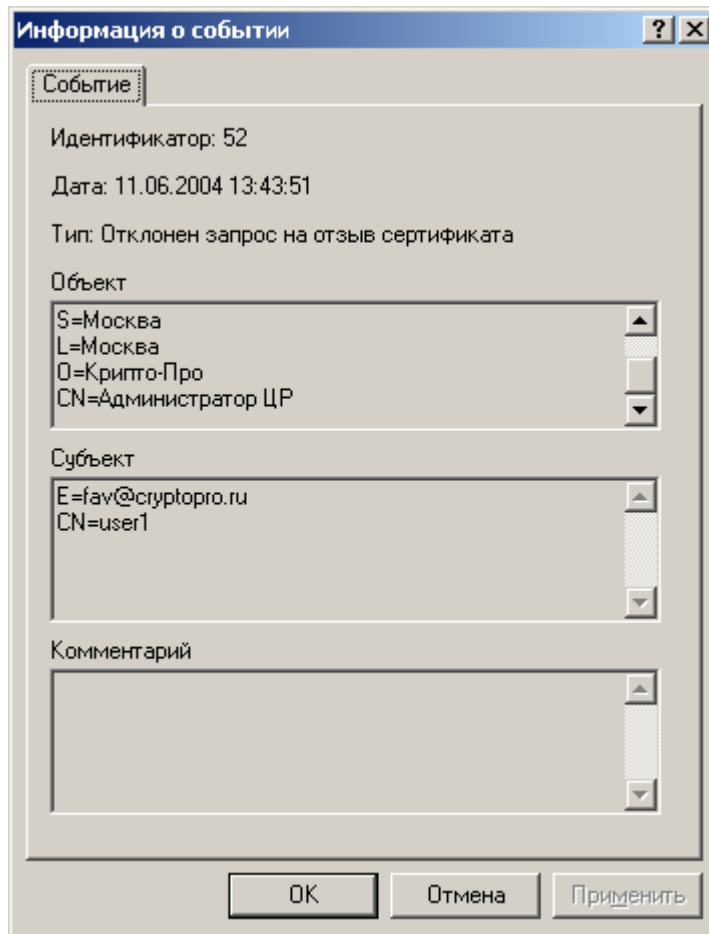 Информация о событии
Событие
Идентификатор: 52
Дата: 11.06.2004 13:43:51
Тип: Отклонен запрос на отзыв сертификата
Объект
S=Москва
L=Москва
O=Крипто-Про
CN=Администратор ЦР
Субъект
E=fav@cryptopro.ru
CN=user1
Комментарий
OK Отмена Применить